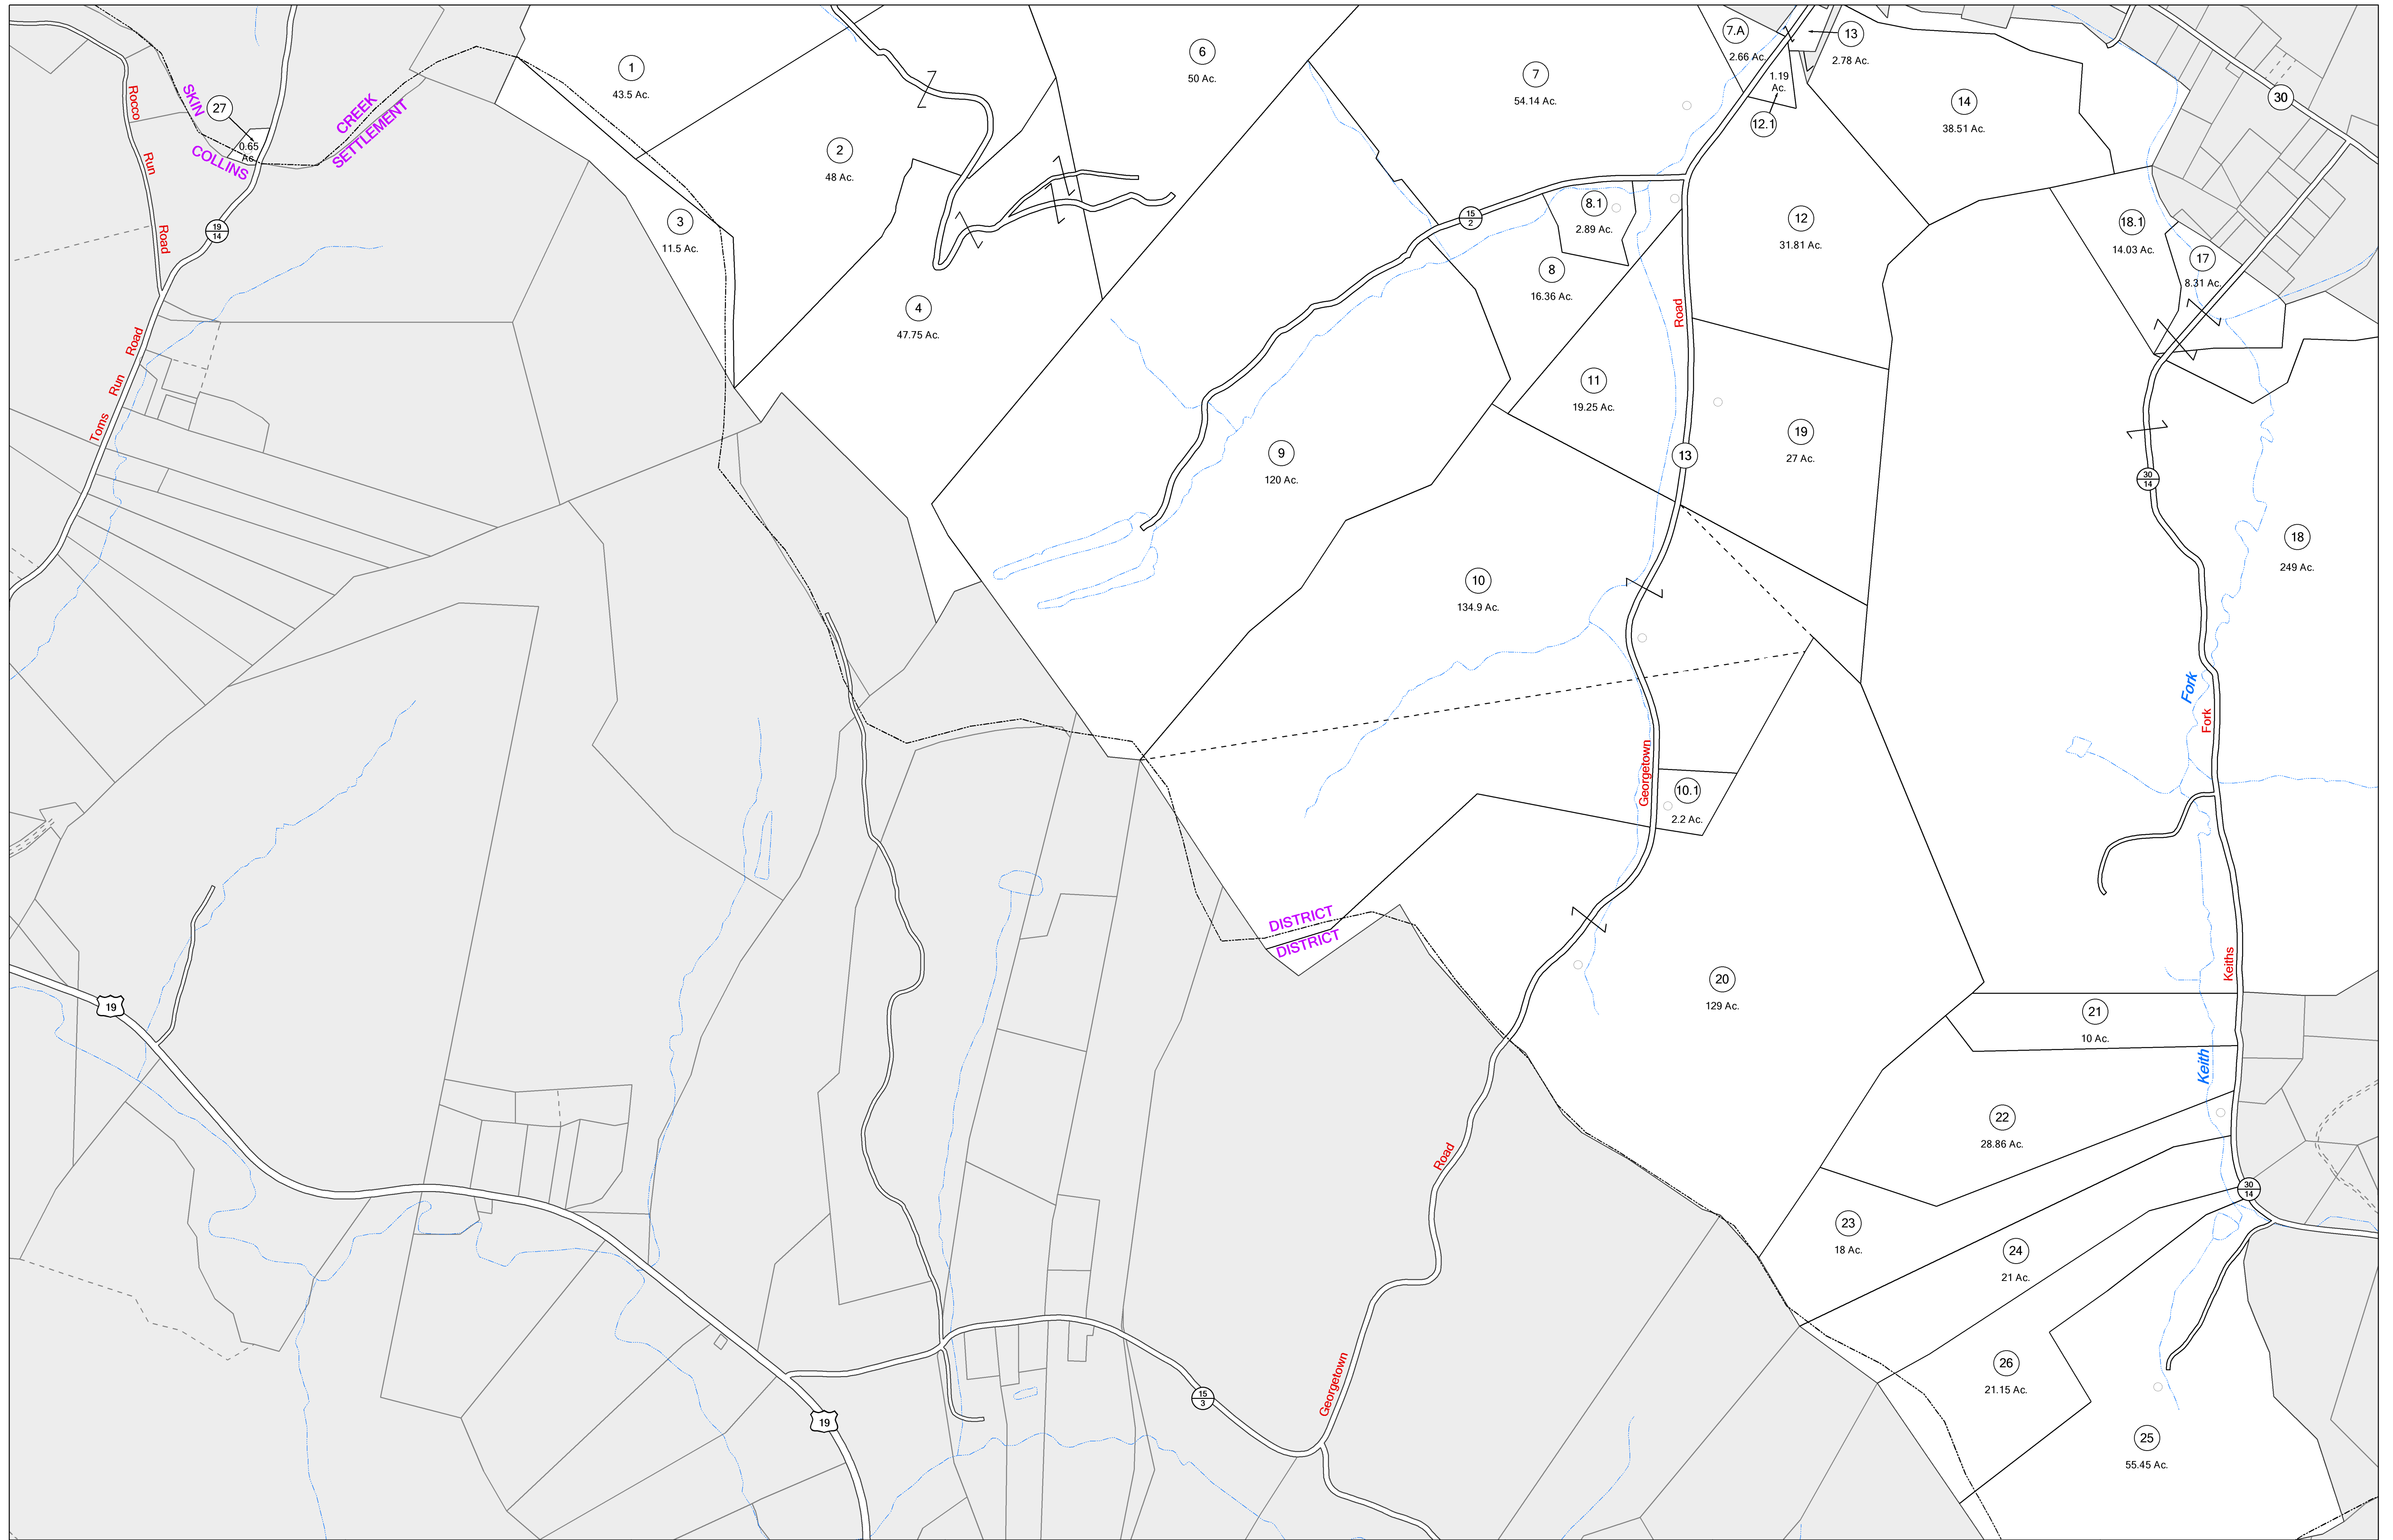 7.A
2.66 Ac.
13
2.78 Ac.
1.19
Ac.
12.1
6
50 Ac.
1
43.5 Ac.
7
54.14 Ac.
14
38.51 Ac.
30
Rocco
Run
Road
SKIN
CREEK
27
0.65
Ac.
COLLINS
SETTLEMENT
2
48 Ac.
3
11.5 Ac.
19
14
15
2
8.1
2.89 Ac.
12
31.81 Ac.
18.1
14.03 Ac.
17
8.31 Ac.
8
16.36 Ac.
4
47.75 Ac.
Road
Toms Run Road
11
19.25 Ac.
19
27 Ac.
9
120 Ac.
13
30
14
18
249 Ac.
10
134.9 Ac.
Fork
Fork
Georgetown
10.1
2.2 Ac.
DISTRICT
DISTRICT
20
129 Ac.
Keiths
19
21
10 Ac.
Keith
22
28.86 Ac.
Road
30
14
23
18 Ac.
24
21 Ac.
Georgetown
26
21.15 Ac.
15
3
19
25
55.45 Ac.